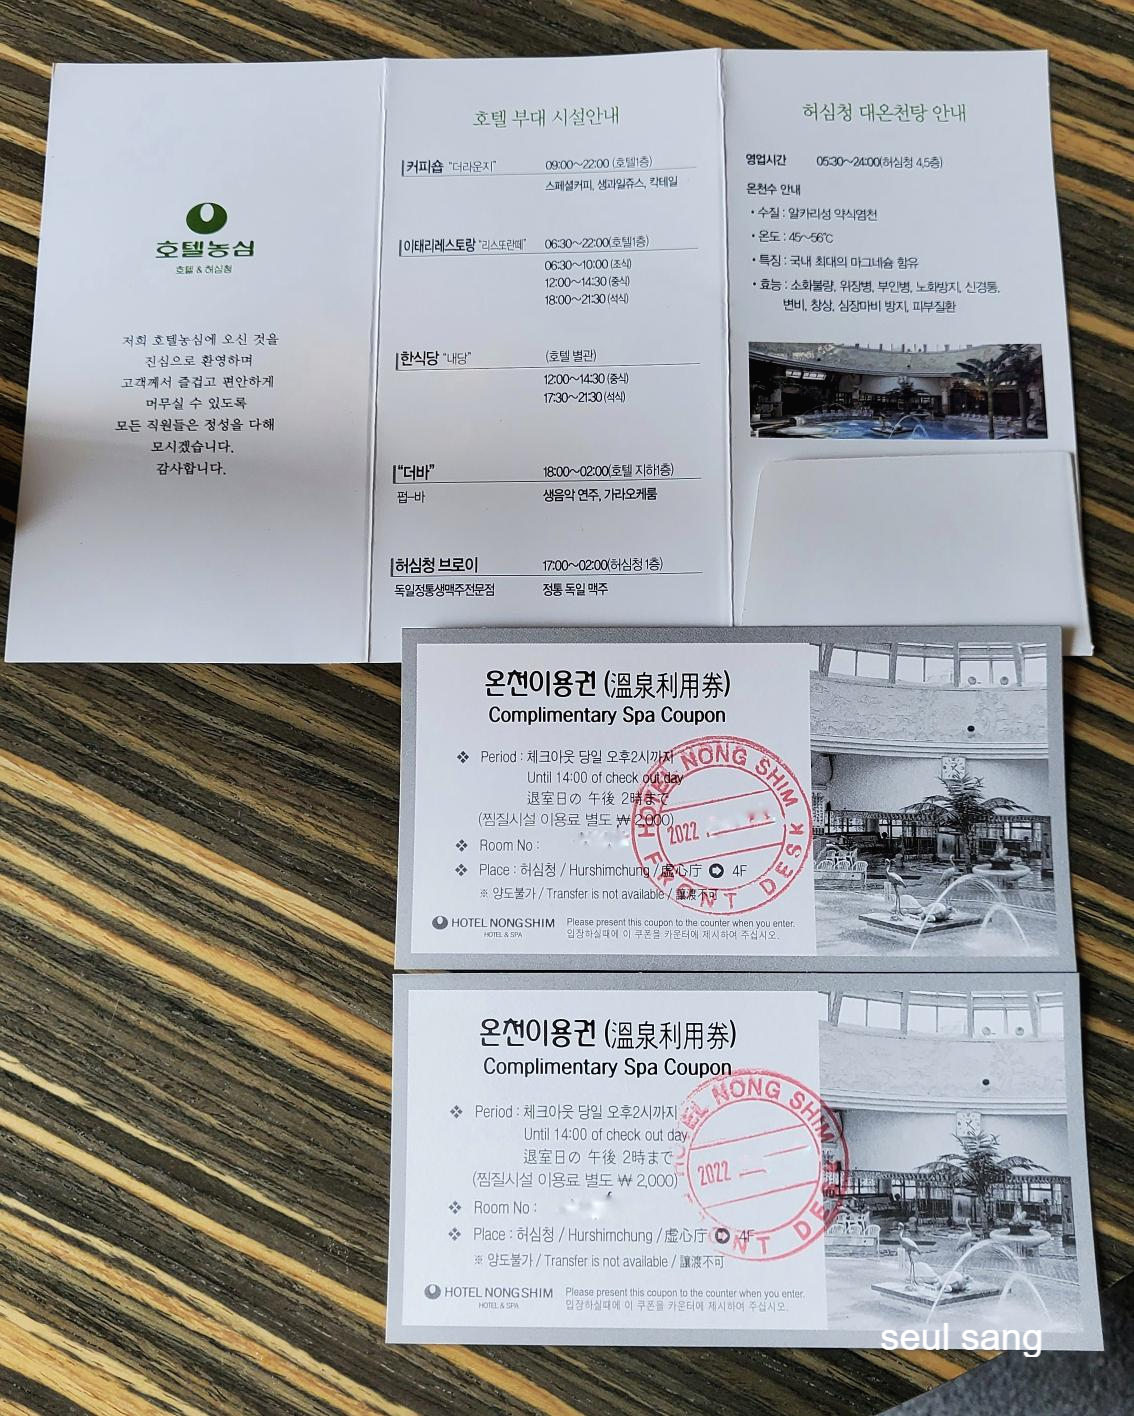 호텔농심
호텔 & 허심청
저희 호텔농심에 오신 것을
진심으로 환영하며
고객께서 즐겁고 편안하게
머무실 수 있도록
모든 직원들은 정성을 다해
모시겠습니다.
감사합니다.
호텔 부대 시설안내
커피숍 "더라운지" 09:00~22:00 (호텔1층)
스페셜커피, 생과일쥬스, 칵테일
이태리레스토랑 "리스또란떼" 06:30~22:00(호텔1층)
06:30~10:00 (조식)
12:00~14:30 (중식)
18:00~21:30 (석식)
한식당 "내당" (호텔 별관)
12:00~14:30 (중식)
17:30~21:30 (석식)
"더바" 18:00~02:00(호텔 지하1층)
펍-바 생음악 연주, 가라오케룸
허심청 브로이 17:00~02:00(허심청 1층)
독일정통생맥주전문점 정통 독일 맥주
허심청 대온천탕 안내
영업시간 05:30~24:00(허심청 4,5층)
온천수 안내
• 수질 : 알카리성 약식염천
• 온도 : 45~56℃
• 특징 : 국내 최대의 마그네슘 함유
• 효능 : 소화불량, 위장병, 부인병, 노화방지, 신경통,
변비, 창상, 심장마비 방지, 피부질환
온천이용권 (溫泉利用券)
Complimentary Spa Coupon
❖ Period : 체크아웃 당일 오후2시까지
Until 14:00 of check out day
退室日の 午後 2時まで
(찜질시설 이용료 별도 ₩ 2,000)
❖ Room No :
❖ Place : 허심청 / Hurshimchung / 虛心庁 ➲ 4F
※ 양도불가 / Transfer is not available / 讓渡不可
HOTEL NONG SHIM
2022
FRONT DESK
HOTEL NONGSHIM
HOTEL & SPA
Please present this coupon to the counter when you enter.
입장하실때에 이 쿠폰을 카운터에 제시하여 주십시오.
온천이용권 (溫泉利用券)
Complimentary Spa Coupon
❖ Period : 체크아웃 당일 오후2시까지
Until 14:00 of check out day
退室日の 午後 2時まで
(찜질시설 이용료 별도 ₩ 2,000)
❖ Room No :
❖ Place : 허심청 / Hurshimchung / 虛心庁 ➲ 4F
※ 양도불가 / Transfer is not available / 讓渡不可
HOTEL NONG SHIM
2022
FRONT DESK
HOTEL NONGSHIM
HOTEL & SPA
Please present this coupon to the counter when you enter.
입장하실때에 이 쿠폰을 카운터에 제시하여 주십시오.
seul sang